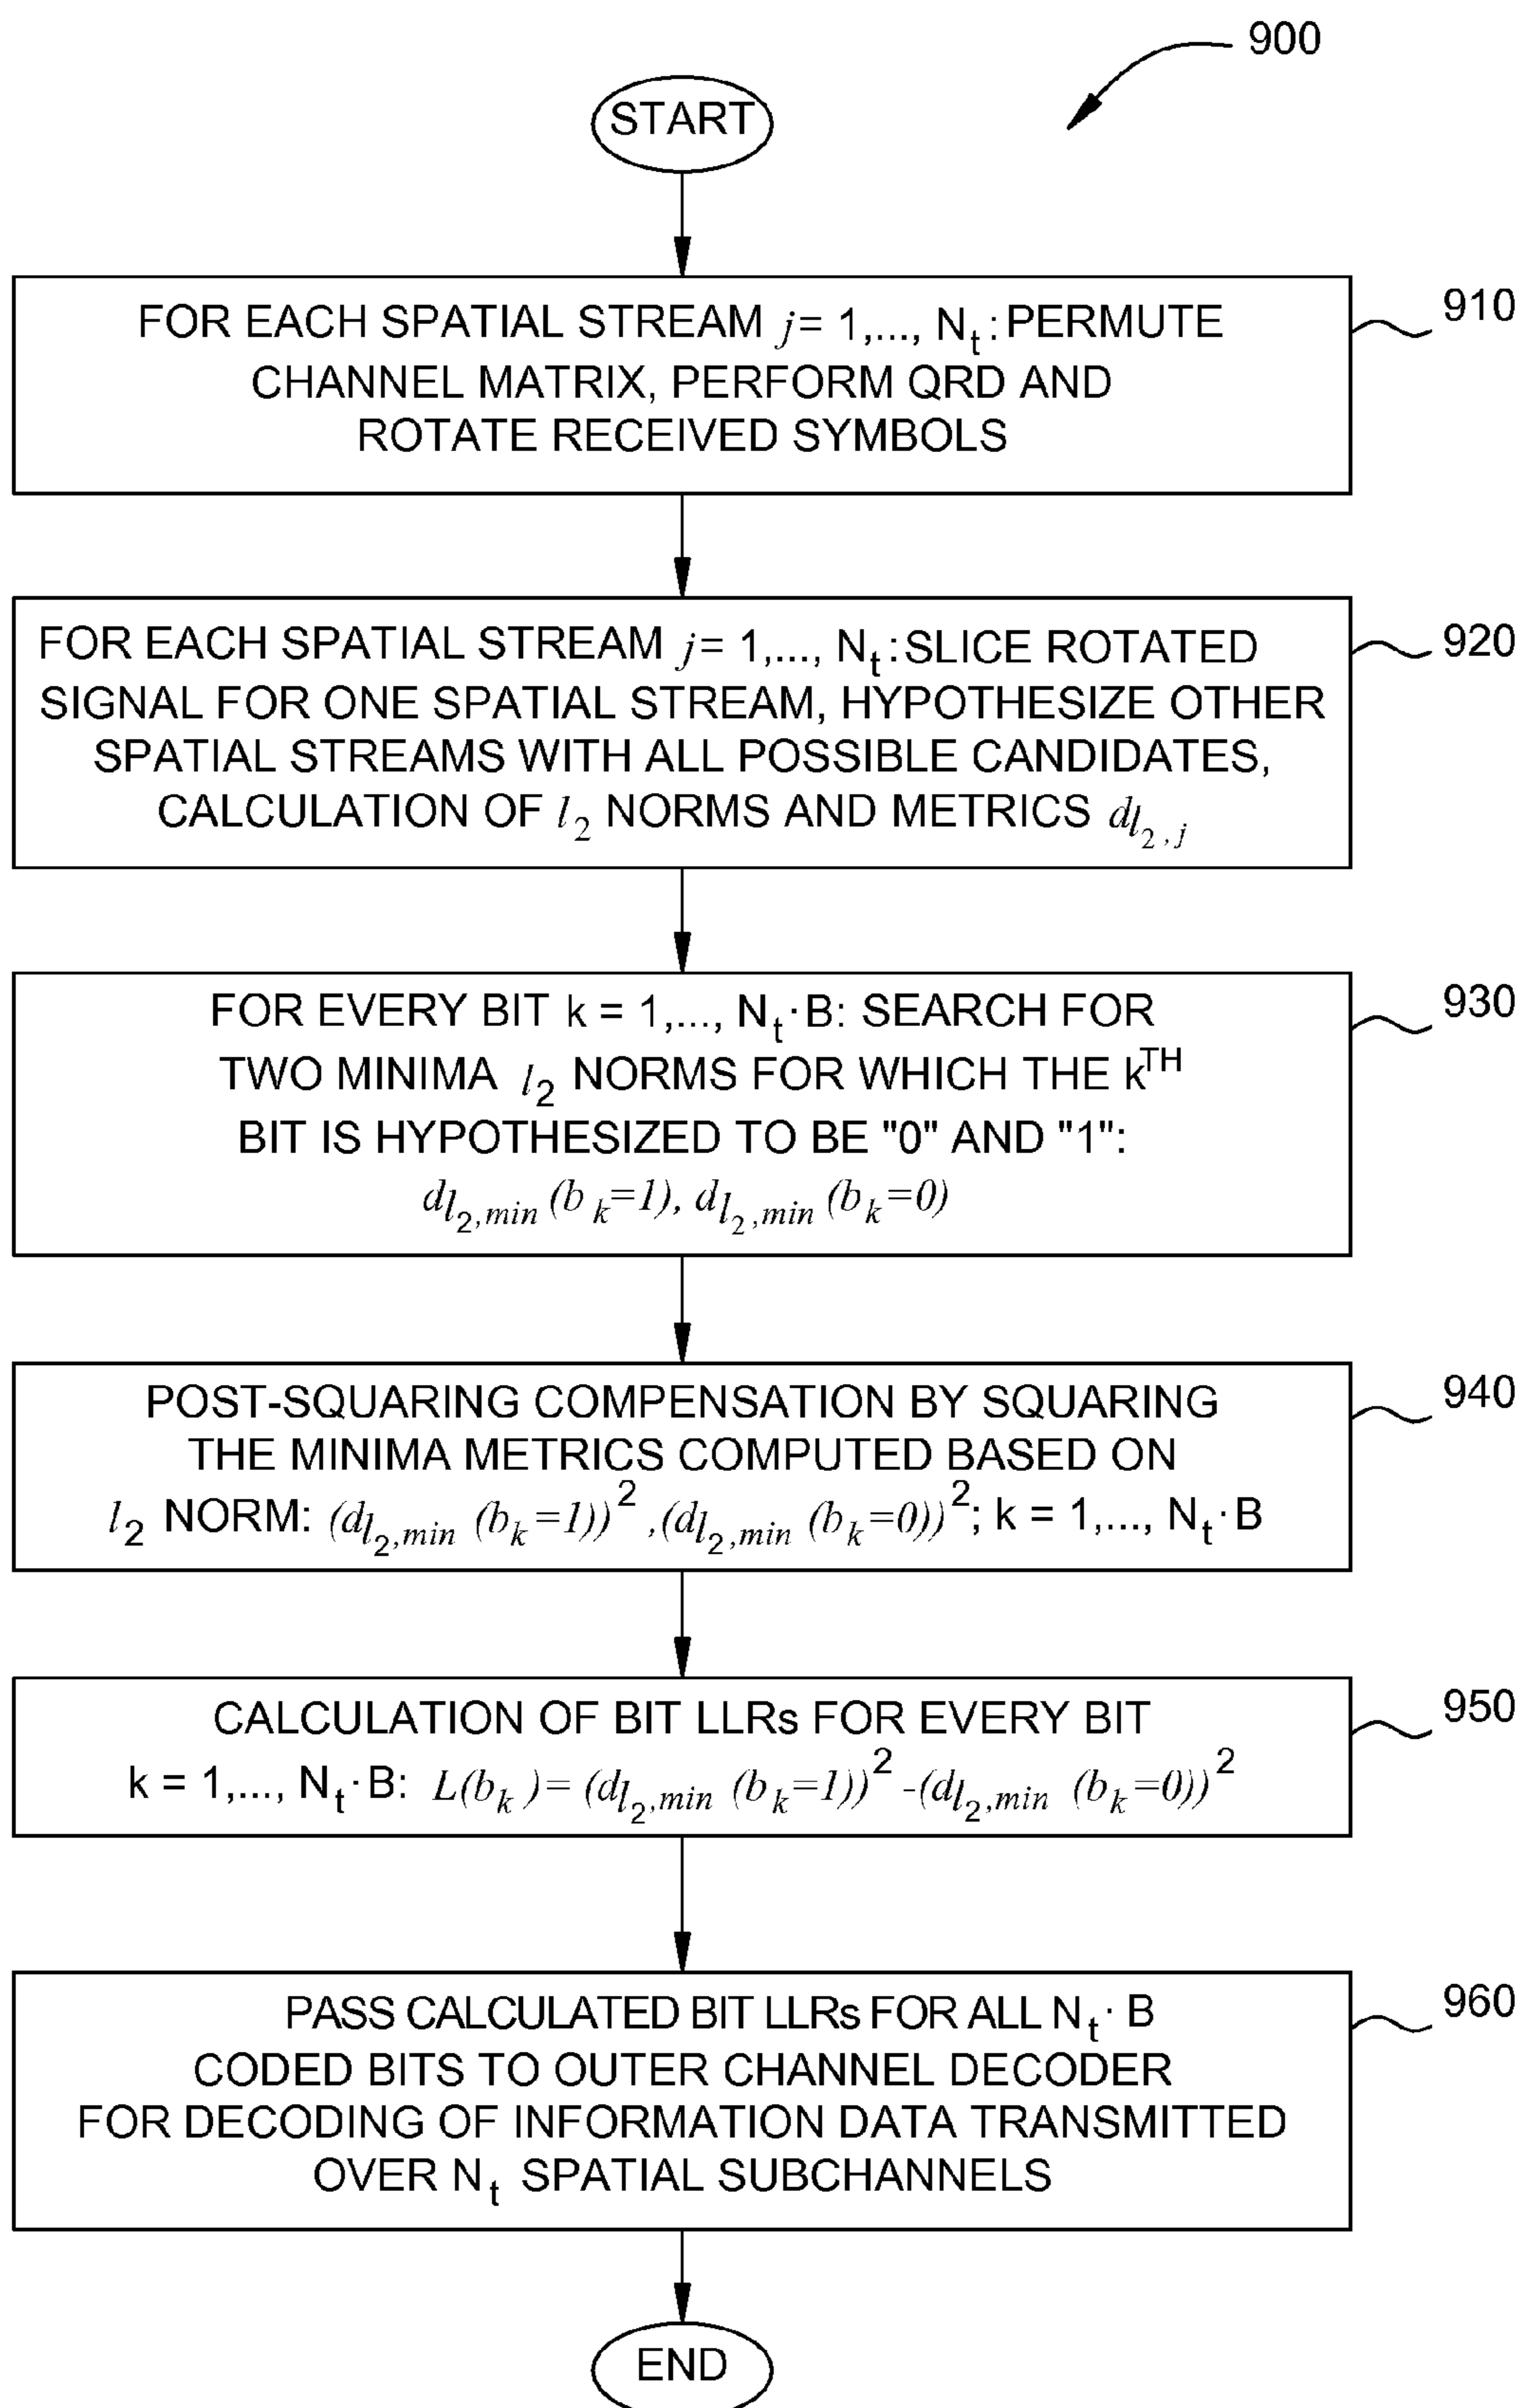 900
START
FOR EACH SPATIAL STREAM j = 1,..., Nt : PERMUTE
CHANNEL MATRIX, PERFORM QRD AND
ROTATE RECEIVED SYMBOLS
910
FOR EACH SPATIAL STREAM j = 1,..., Nt : SLICE ROTATED
SIGNAL FOR ONE SPATIAL STREAM, HYPOTHESIZE OTHER
SPATIAL STREAMS WITH ALL POSSIBLE CANDIDATES,
CALCULATION OF l2 NORMS AND METRICS dl2,j
920
FOR EVERY BIT k = 1,..., Nt·B: SEARCH FOR
TWO MINIMA l2 NORMS FOR WHICH THE kTH
BIT IS HYPOTHESIZED TO BE "0" AND "1":
dl2,min (bk=1), dl2,min (bk=0)
930
POST-SQUARING COMPENSATION BY SQUARING
THE MINIMA METRICS COMPUTED BASED ON
l2 NORM: (dl2,min (bk=1))2 ,(dl2,min (bk=0))2; k = 1,..., Nt·B
940
CALCULATION OF BIT LLRs FOR EVERY BIT
k = 1,..., Nt·B: L(bk)= (dl2,min (bk=1))2 -(dl2,min (bk=0))2
950
PASS CALCULATED BIT LLRs FOR ALL Nt·B
CODED BITS TO OUTER CHANNEL DECODER
FOR DECODING OF INFORMATION DATA TRANSMITTED
OVER Nt SPATIAL SUBCHANNELS
960
END